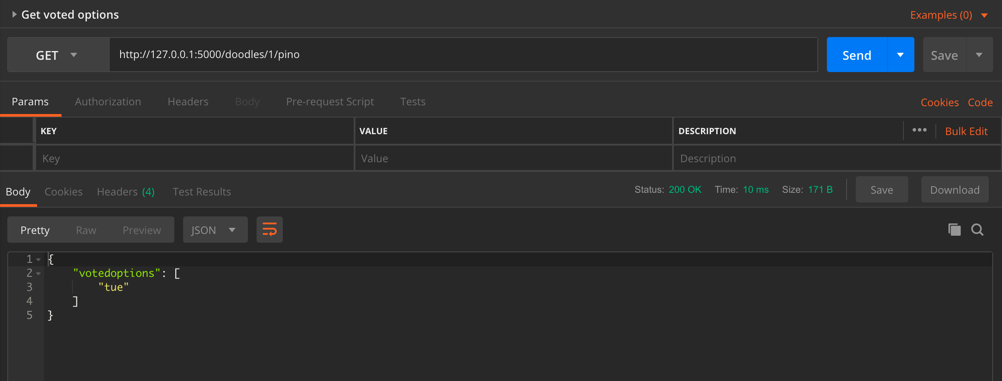 Get voted options Examples (0)
GET http://127.0.0.1:5000/doodles/1/pino Send Save
Params Authorization Headers Body Pre-request Script Tests Cookies Code
KEY VALUE DESCRIPTION ••• Bulk Edit
Key Value Description
Body Cookies Headers (4) Test Results Status: 200 OK Time: 10 ms Size: 171 B Save Download
Pretty Raw Preview JSON
1 {
2 "votedoptions": [
3 "tue"
4 ]
5 }